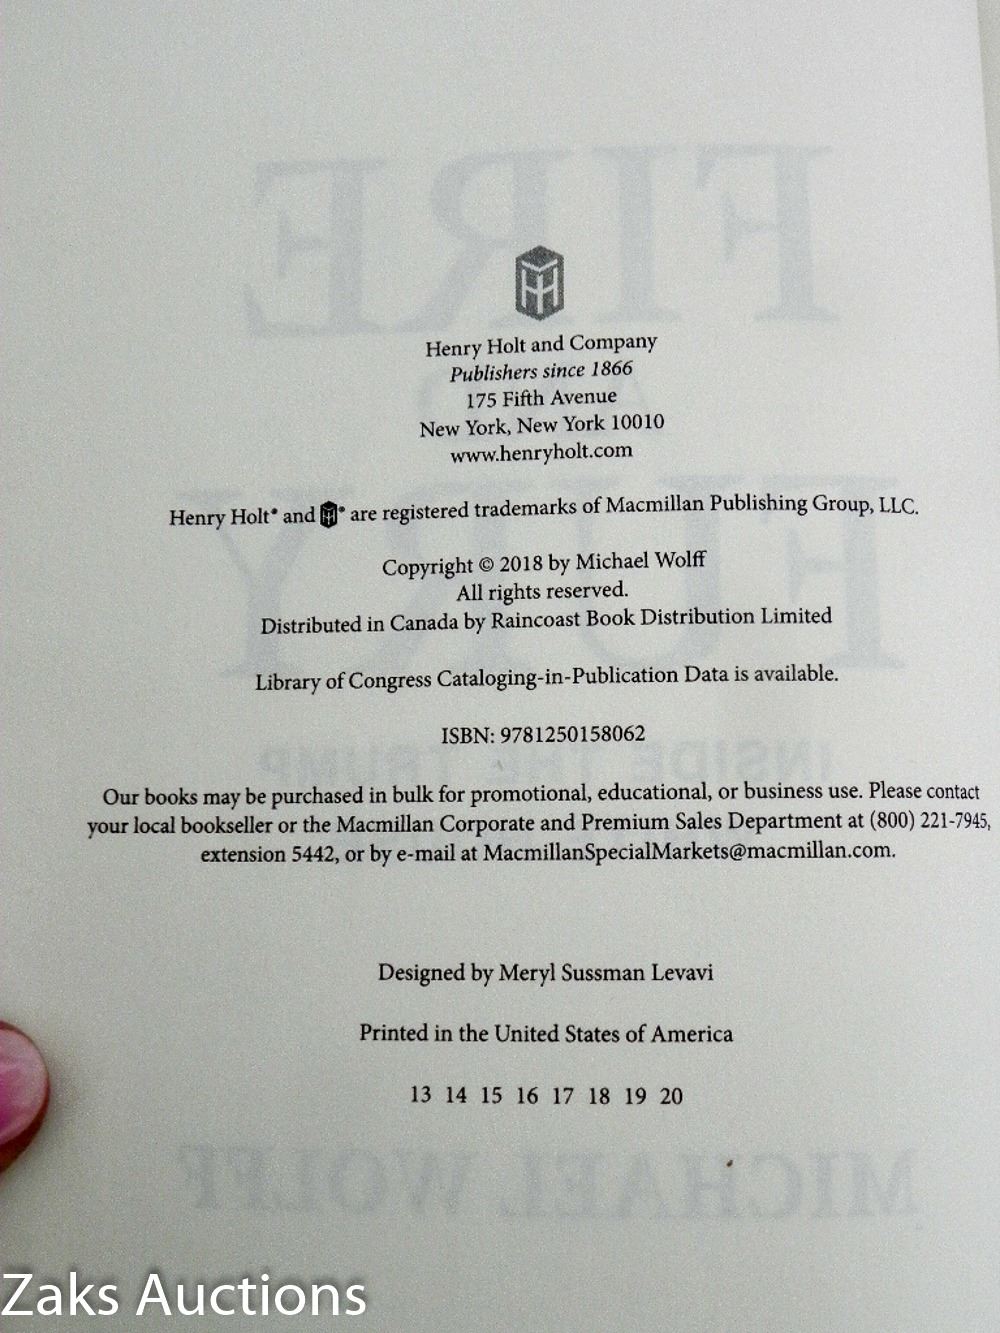 Henry Holt and Company
Publishers since 1866
175 Fifth Avenue
New York, New York 10010
www.henryholt.com
Henry Holt® and ® are registered trademarks of Macmillan Publishing Group, LLC.
Copyright © 2018 by Michael Wolff
All rights reserved.
Distributed in Canada by Raincoast Book Distribution Limited
Library of Congress Cataloging-in-Publication Data is available.
ISBN: 9781250158062
Our books may be purchased in bulk for promotional, educational, or business use. Please contact
your local bookseller or the Macmillan Corporate and Premium Sales Department at (800) 221-7945,
extension 5442, or by e-mail at MacmillanSpecialMarkets@macmillan.com.
Designed by Meryl Sussman Levavi
Printed in the United States of America
13 14 15 16 17 18 19 20
Zaks Auctions